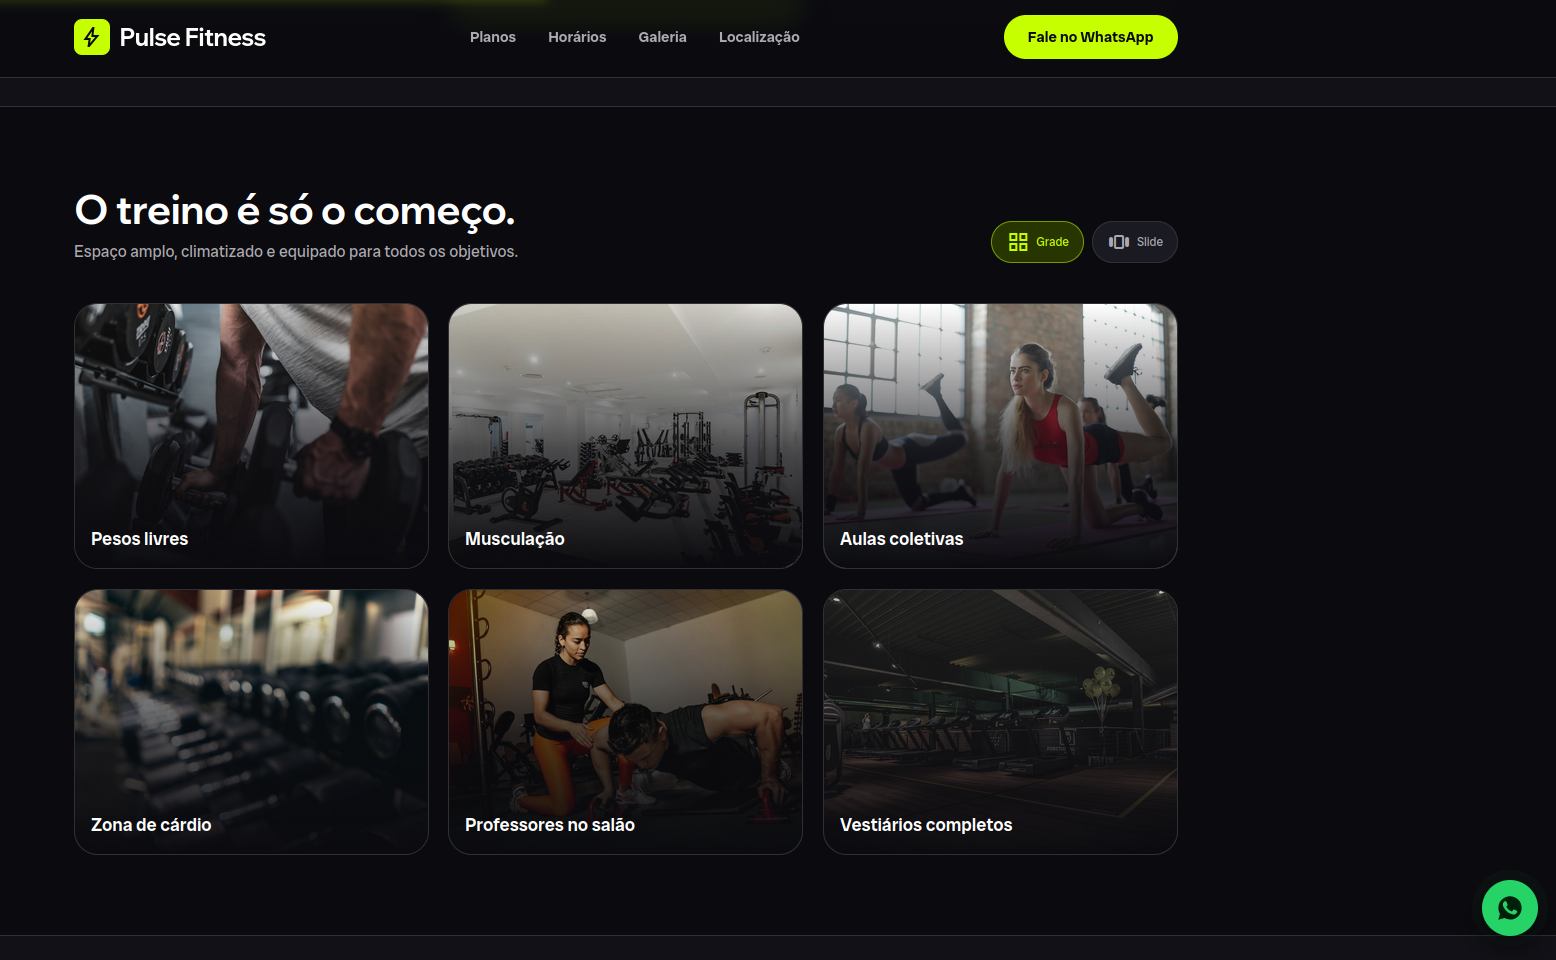 Pulse Fitness
Planos
Horários
Galeria
Localização
Fale no WhatsApp
O treino é só o começo.
Espaço amplo, climatizado e equipado para todos os objetivos.
Grade
Slide
Pesos livres
Musculação
Aulas coletivas
Zona de cárdio
Professores no salão
Vestiários completos